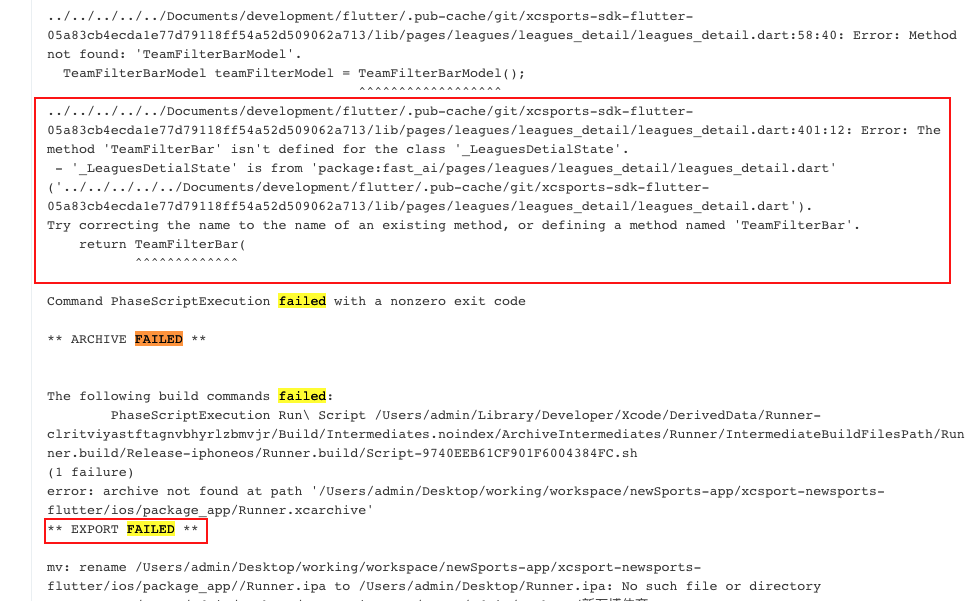 ../../../../../Documents/development/flutter/.pub-cache/git/xcsports-sdk-flutter-
05a83cb4ecda1e77d79118ff54a52d509062a713/lib/pages/leagues/leagues_detail/leagues_detail.dart:58:40: Error: Method
not found: 'TeamFilterBarModel'.
  TeamFilterBarModel teamFilterModel = TeamFilterBarModel();
                                       ^^^^^^^^^^^^^^^^^^
../../../../../Documents/development/flutter/.pub-cache/git/xcsports-sdk-flutter-
05a83cb4ecda1e77d79118ff54a52d509062a713/lib/pages/leagues/leagues_detail/leagues_detail.dart:401:12: Error: The
method 'TeamFilterBar' isn't defined for the class '_LeaguesDetialState'.
 - '_LeaguesDetialState' is from 'package:fast_ai/pages/leagues/leagues_detail/leagues_detail.dart'
('../../../../../Documents/development/flutter/.pub-cache/git/xcsports-sdk-flutter-
05a83cb4ecda1e77d79118ff54a52d509062a713/lib/pages/leagues/leagues_detail/leagues_detail.dart').
Try correcting the name to the name of an existing method, or defining a method named 'TeamFilterBar'.
    return TeamFilterBar(
           ^^^^^^^^^^^^^
Command PhaseScriptExecution failed with a nonzero exit code
** ARCHIVE FAILED **
The following build commands failed:
        PhaseScriptExecution Run\ Script /Users/admin/Library/Developer/Xcode/DerivedData/Runner-
clritviyastftagnvbhyrlzbmvjr/Build/Intermediates.noindex/ArchiveIntermediates/Runner/IntermediateBuildFilesPath/Run
ner.build/Release-iphoneos/Runner.build/Script-9740EEB61CF901F6004384FC.sh
(1 failure)
error: archive not found at path '/Users/admin/Desktop/working/workspace/newSports-app/xcsport-newsports-
flutter/ios/package_app/Runner.xcarchive'
** EXPORT FAILED **
mv: rename /Users/admin/Desktop/working/workspace/newSports-app/xcsport-newsports-
flutter/ios/package_app//Runner.ipa to /Users/admin/Desktop/Runner.ipa: No such file or directory